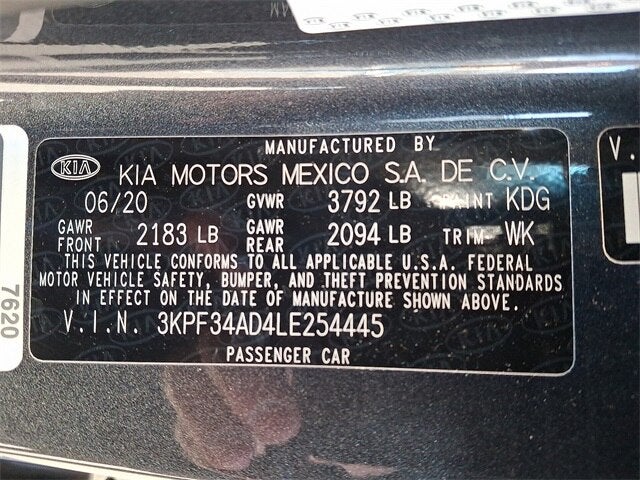 MANUFACTURED BY
KIA KIA MOTORS MEXICO S.A. DE C.V.
06/20 GVWR 3792 LB PAINT KDG
GAWR FRONT 2183 LB GAWR REAR 2094 LB TRIM- WK
THIS VEHICLE CONFORMS TO ALL APPLICABLE U.S.A. FEDERAL
MOTOR VEHICLE SAFETY, BUMPER, AND THEFT PREVENTION STANDARDS
IN EFFECT ON THE DATE OF MANUFACTURE SHOWN ABOVE.
V.I.N. 3KPF34AD4LE254445
PASSENGER CAR
7620
V.